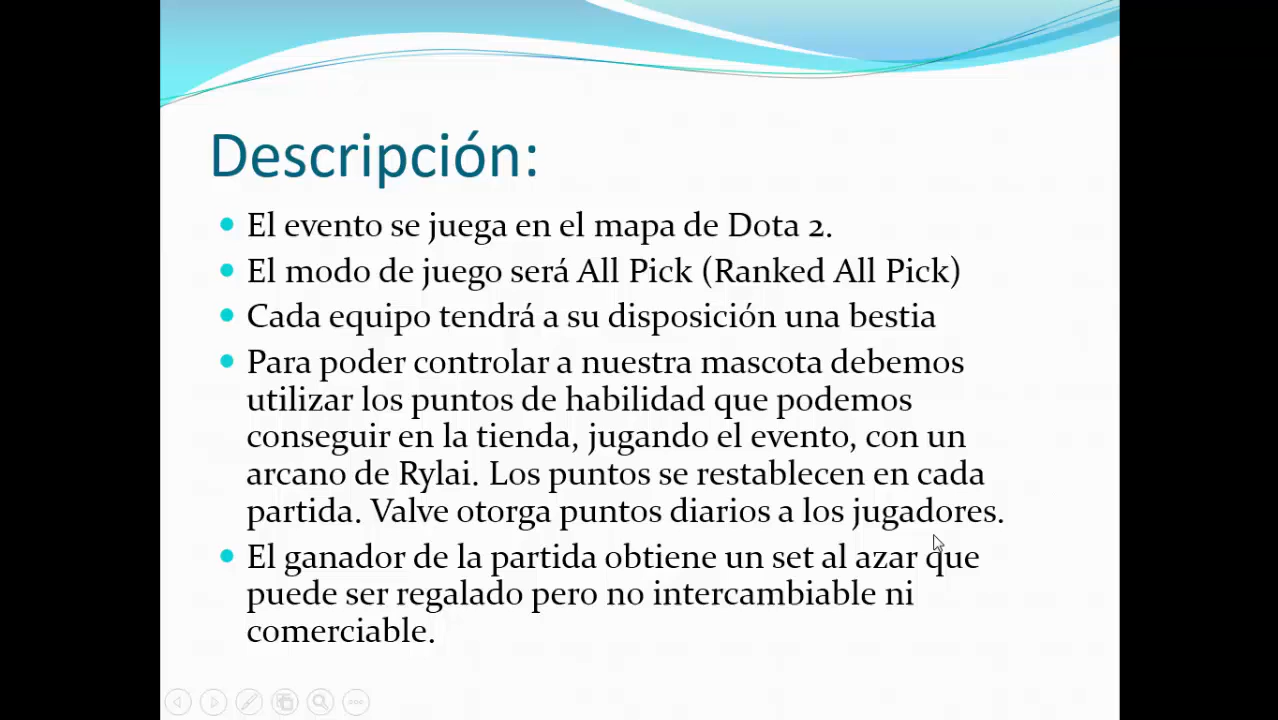 Descripción:
El evento se juega en el mapa de Dota 2.
El modo de juego será All Pick (Ranked All Pick)
Cada equipo tendrá a su disposición una bestia
Para poder controlar a nuestra mascota debemos
utilizar los puntos de habilidad que podemos
conseguir en la tienda, jugando el evento, con un
arcano de Rylai. Los puntos se restablecen en cada
partida. Valve otorga puntos diarios a los jugadores.
El ganador de la partida obtiene un set al azar que
puede ser regalado pero no intercambiable ni
comerciable.